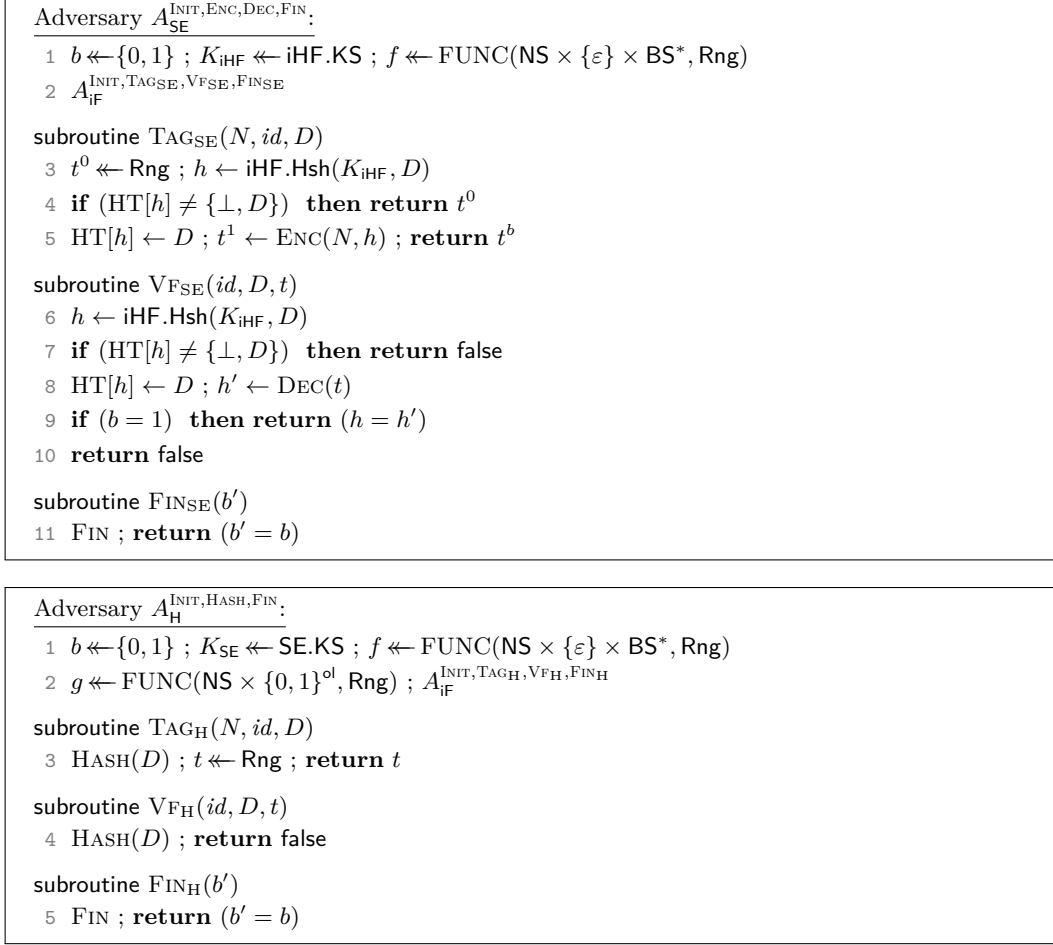 Adversary A_SE^{INIT,ENC,DEC,FIN}:
1 b ↞ {0, 1} ; K_iHF ↞ iHF.KS ; f ↞ FUNC(NS × {ε} × BS*, Rng)
2 A_iF^{INIT,TAG_SE,VF_SE,FIN_SE}
subroutine TAG_SE(N, id, D)
3 t^0 ↞ Rng ; h ← iHF.Hsh(K_iHF, D)
4 if (HT[h] ≠ {⊥, D}) then return t^0
5 HT[h] ← D ; t^1 ← ENC(N, h) ; return t^b
subroutine VF_SE(id, D, t)
6 h ← iHF.Hsh(K_iHF, D)
7 if (HT[h] ≠ {⊥, D}) then return false
8 HT[h] ← D ; h′ ← DEC(t)
9 if (b = 1) then return (h = h′)
10 return false
subroutine FIN_SE(b′)
11 FIN ; return (b′ = b)
Adversary A_H^{INIT,HASH,FIN}:
1 b ↞ {0, 1} ; K_SE ↞ SE.KS ; f ↞ FUNC(NS × {ε} × BS*, Rng)
2 g ↞ FUNC(NS × {0, 1}^ol, Rng) ; A_iF^{INIT,TAG_H,VF_H,FIN_H}
subroutine TAG_H(N, id, D)
3 HASH(D) ; t ↞ Rng ; return t
subroutine VF_H(id, D, t)
4 HASH(D) ; return false
subroutine FIN_H(b′)
5 FIN ; return (b′ = b)